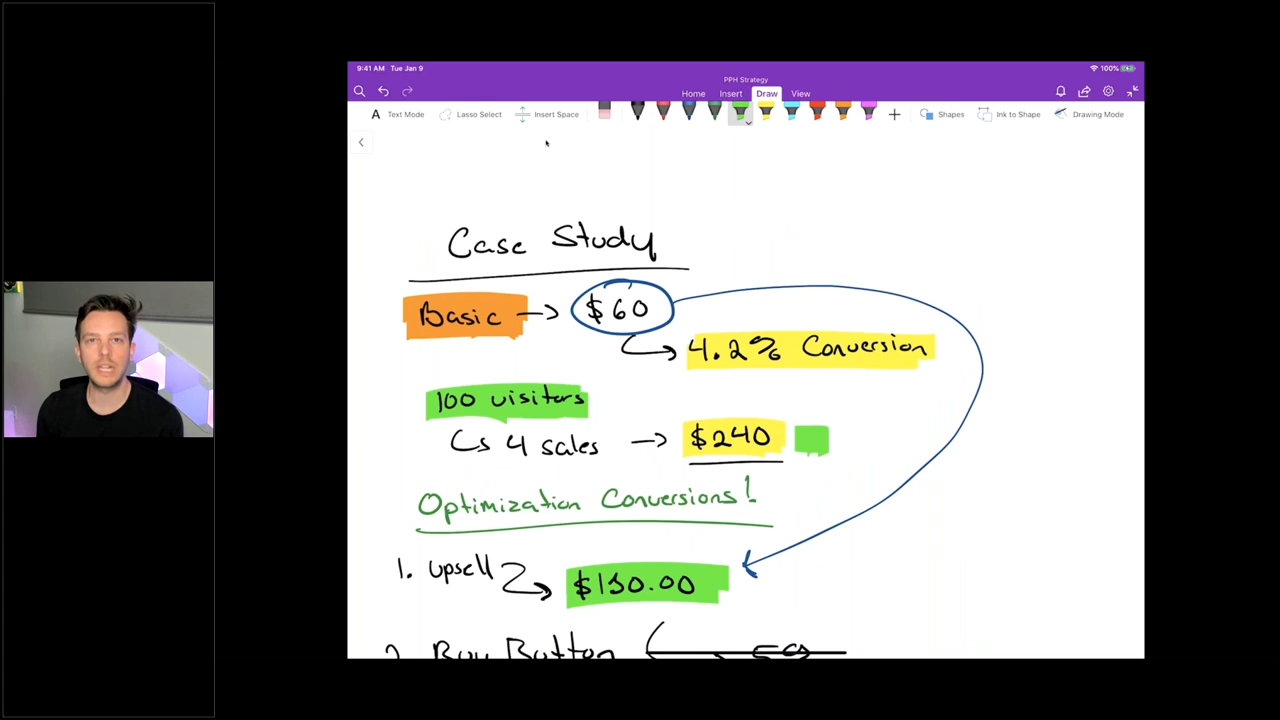 9:41 AM Tue Jan 9
100%
PPH Strategy
Home Insert Draw View
Text Mode Lasso Select Insert Space Shapes Ink to Shape Drawing Mode
Case Study
Basic → $60
4.2% Conversion
100 visitors
4 sales → $240
Optimization Conversions!
1. upsell $130.00
2. Buy Button